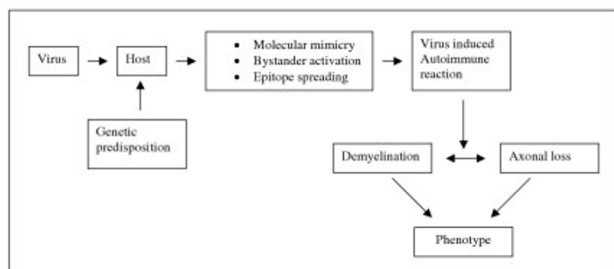 Virus
Host
Molecular mimicry
Bystander activation
Epitope spreading
Virus induced
Autoimmune
reaction
Genetic
predisposition
Demyelination
Axonal loss
Phenotype